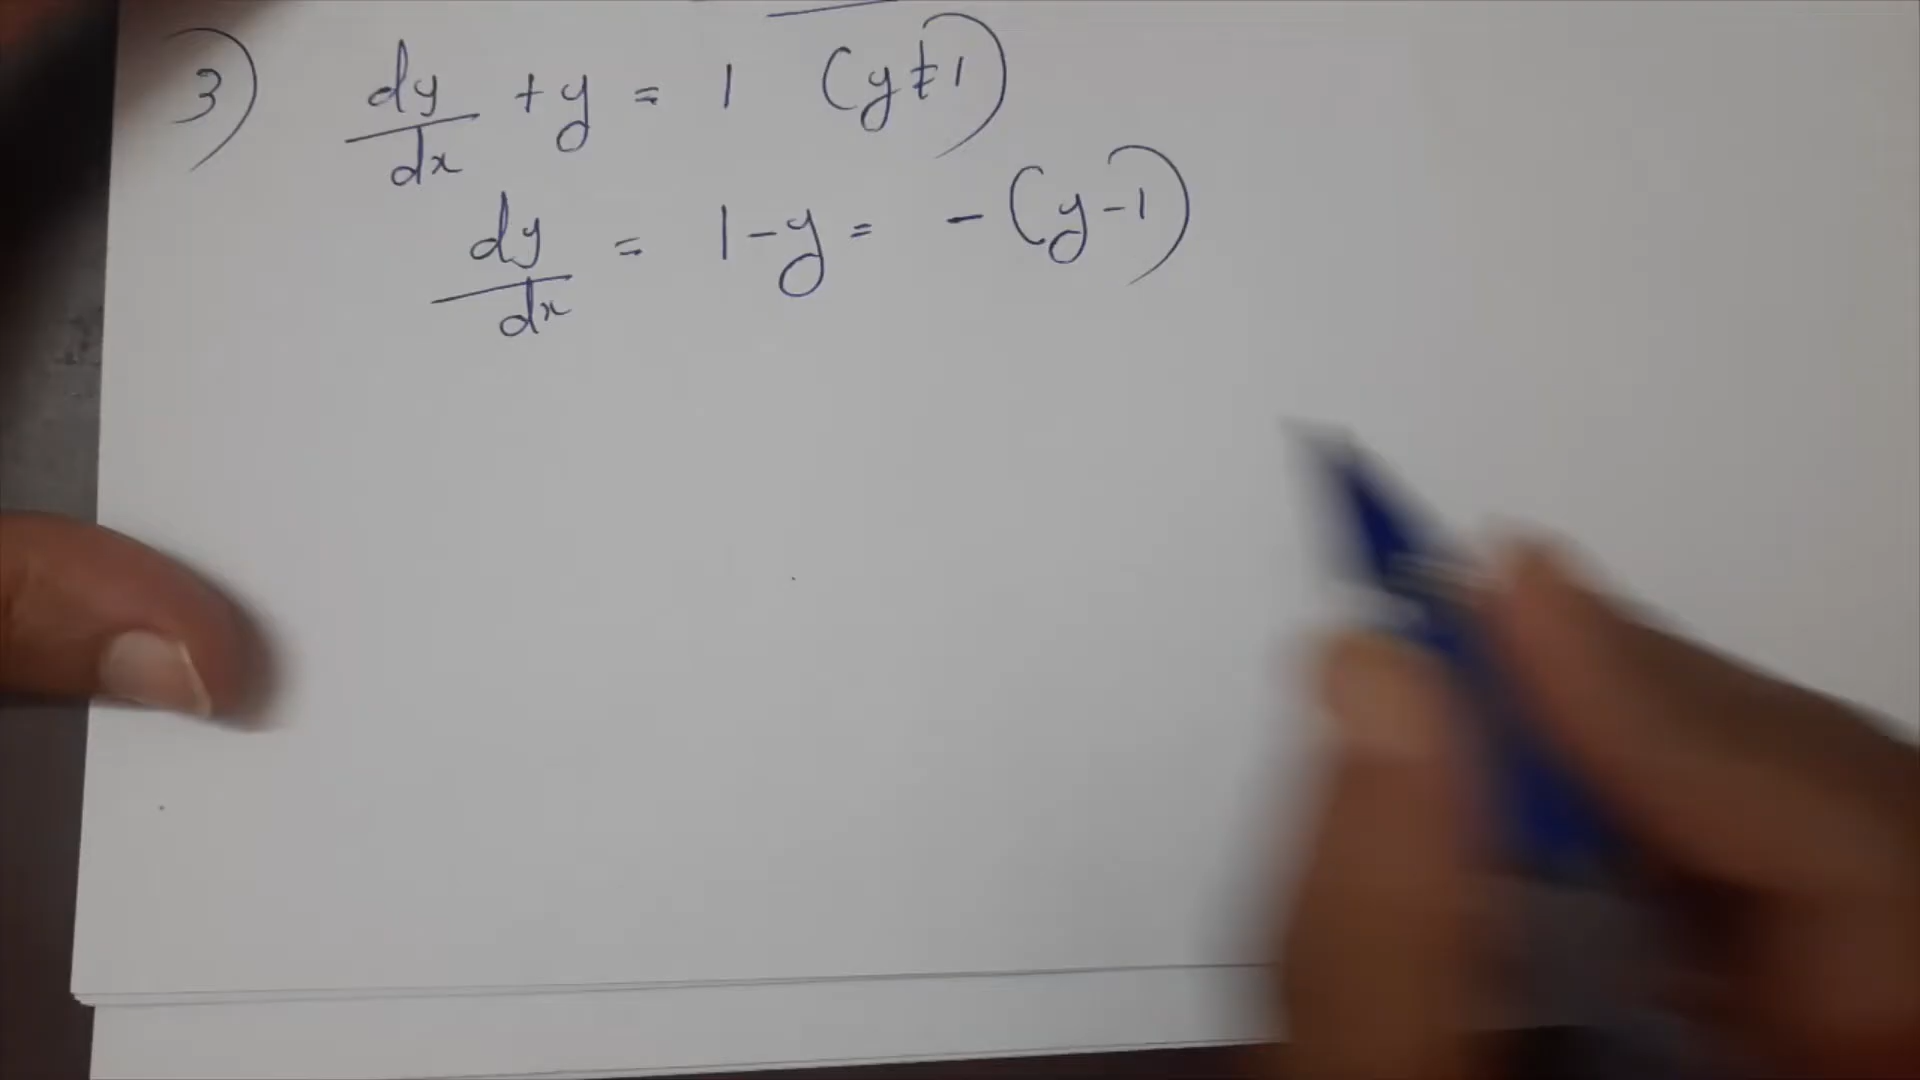 3) dy/dx + y = 1 (y ≠ 1)
dy/dx = 1 - y = - (y - 1)